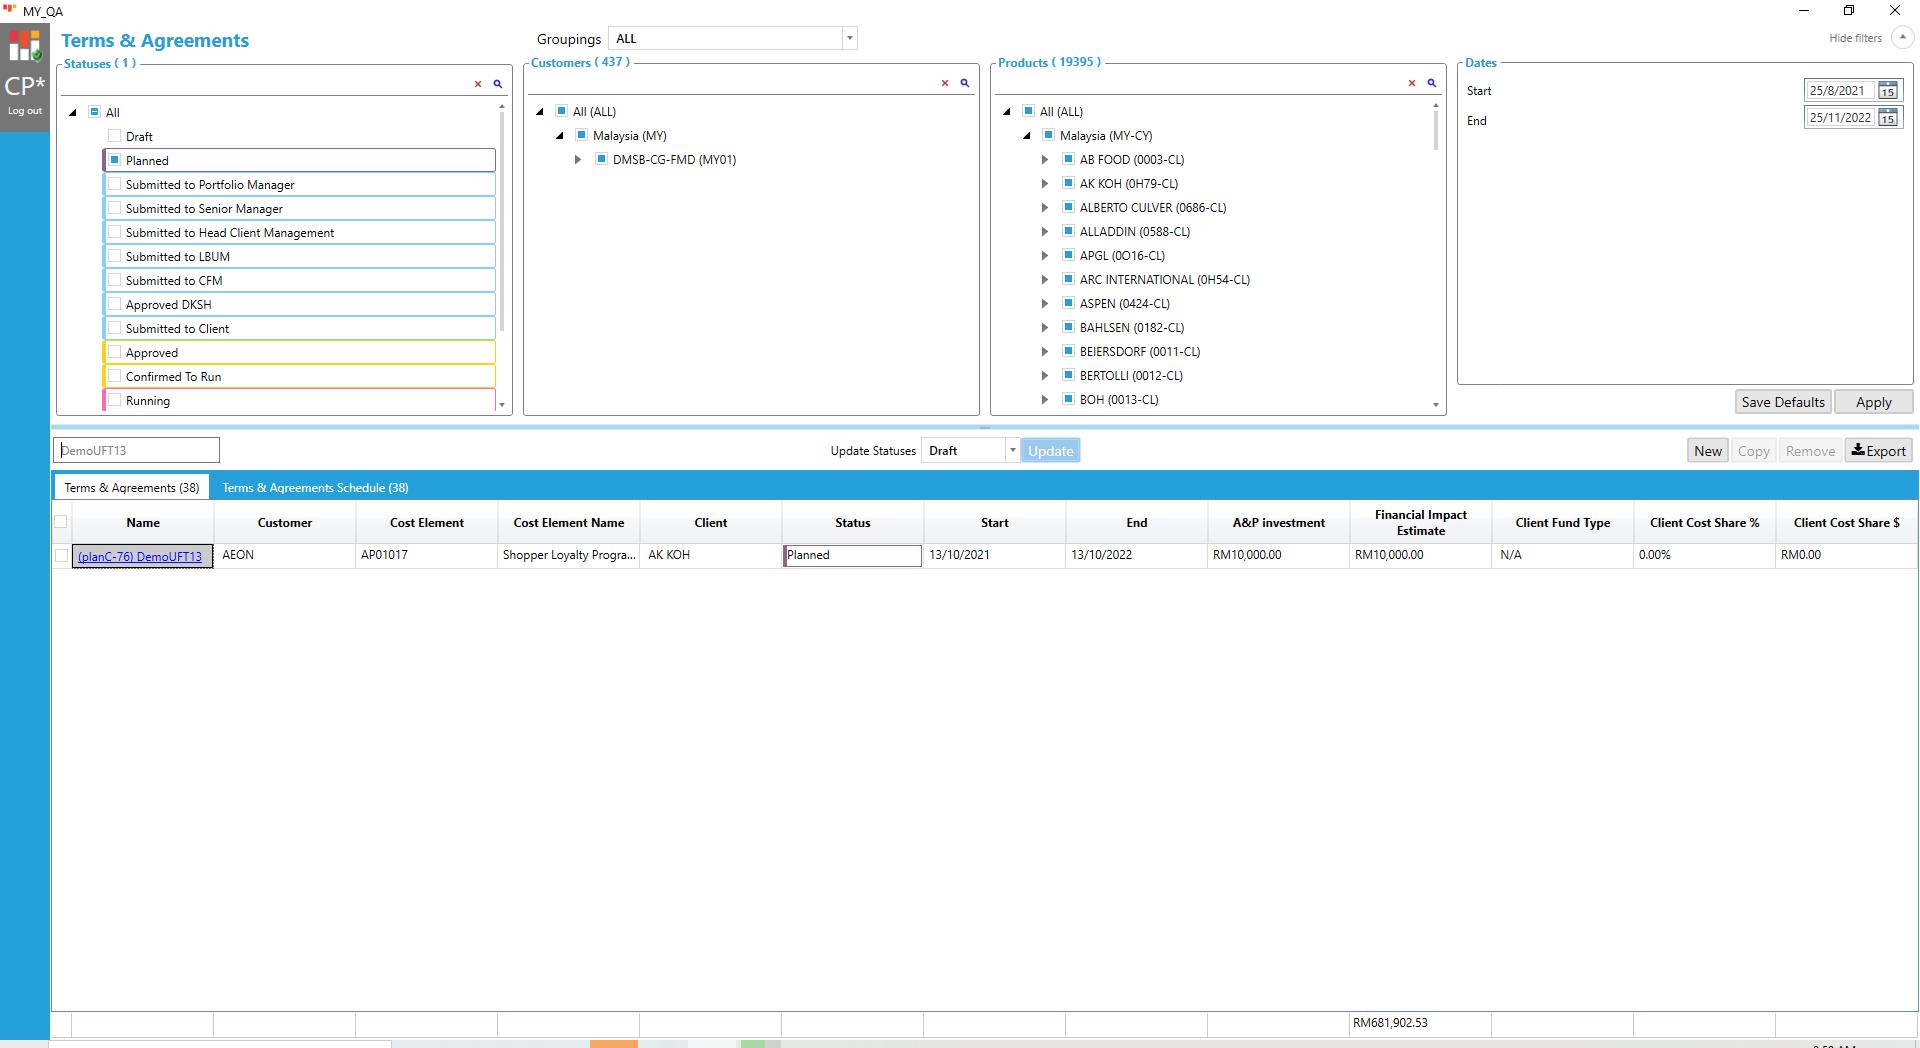 MY_QA
CP*
Log out
Terms & Agreements
Groupings ALL
Hide filters
Statuses ( 1 )
All
Draft
Planned
Submitted to Portfolio Manager
Submitted to Senior Manager
Submitted to Head Client Management
Submitted to LBUM
Submitted to CFM
Approved DKSH
Submitted to Client
Approved
Confirmed To Run
Running
Customers ( 437 )
All (ALL)
Malaysia (MY)
DMSB-CG-FMD (MY01)
Products ( 19395 )
All (ALL)
Malaysia (MY-CY)
AB FOOD (0003-CL)
AK KOH (0H79-CL)
ALBERTO CULVER (0686-CL)
ALLADDIN (0588-CL)
APGL (0O16-CL)
ARC INTERNATIONAL (0H54-CL)
ASPEN (0424-CL)
BAHLSEN (0182-CL)
BEIERSDORF (0011-CL)
BERTOLLI (0012-CL)
BOH (0013-CL)
Dates
Start 25/8/2021 15
End 25/11/2022 15
Save Defaults Apply
DemoUFT13
Update Statuses Draft Update
New Copy Remove Export
Terms & Agreements (38) Terms & Agreements Schedule (38)
Name Customer Cost Element Cost Element Name Client Status Start End A&P investment Financial Impact Estimate Client Fund Type Client Cost Share % Client Cost Share $
(planC-76) DemoUFT13 AEON AP01017 Shopper Loyalty Progra... AK KOH Planned 13/10/2021 13/10/2022 RM10,000.00 RM10,000.00 N/A 0.00% RM0.00
RM681,902.53